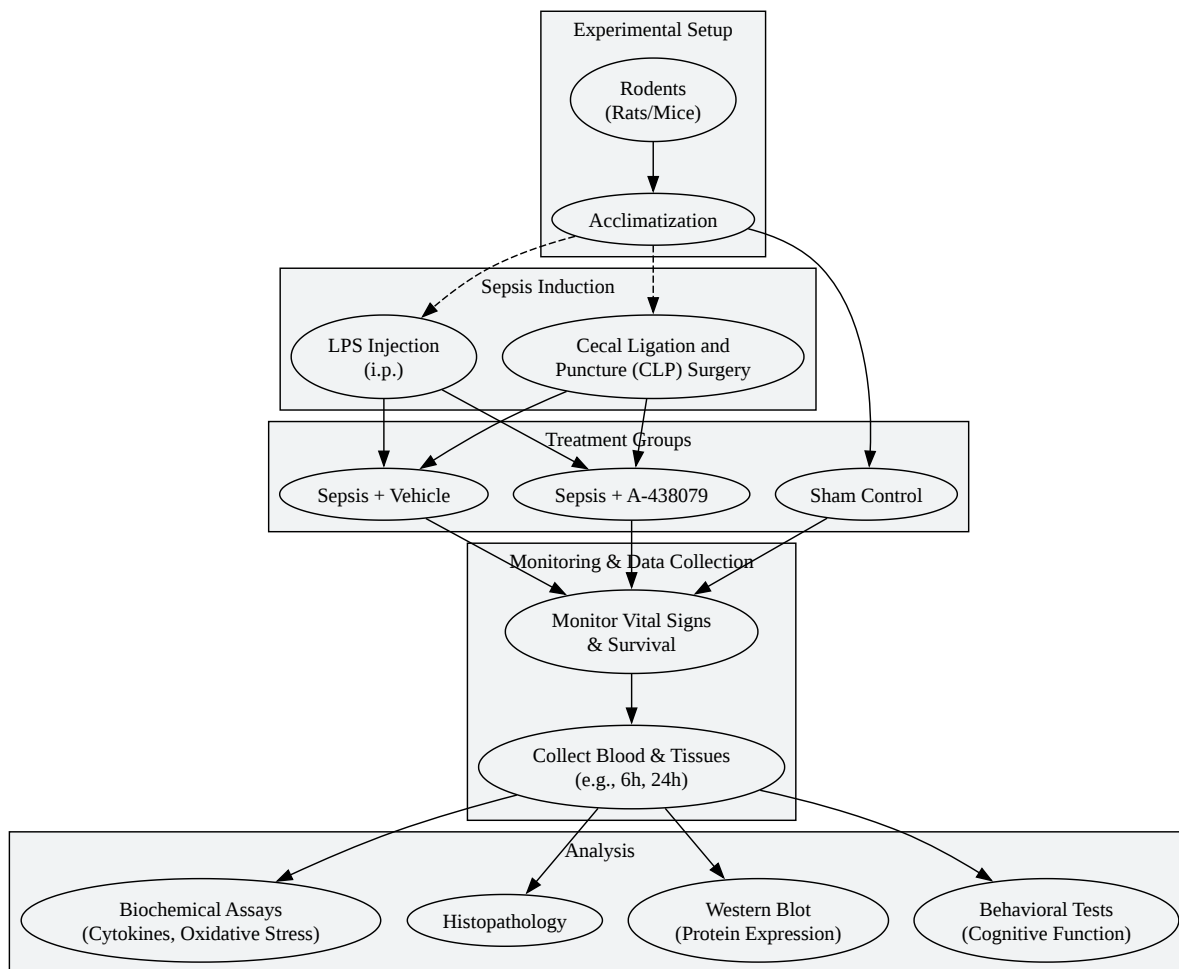 Experimental Setup
Rodents
(Rats/Mice)
Acclimatization
Sepsis Induction
LPS Injection
(i.p.)
Cecal Ligation and
Puncture (CLP) Surgery
Treatment Groups
Sepsis + Vehicle
Sepsis + A-438079
Sham Control
Monitoring & Data Collection
Monitor Vital Signs
& Survival
Collect Blood & Tissues
(e.g., 6h, 24h)
Analysis
Biochemical Assays
(Cytokines, Oxidative Stress)
Histopathology
Western Blot
(Protein Expression)
Behavioral Tests
(Cognitive Function)